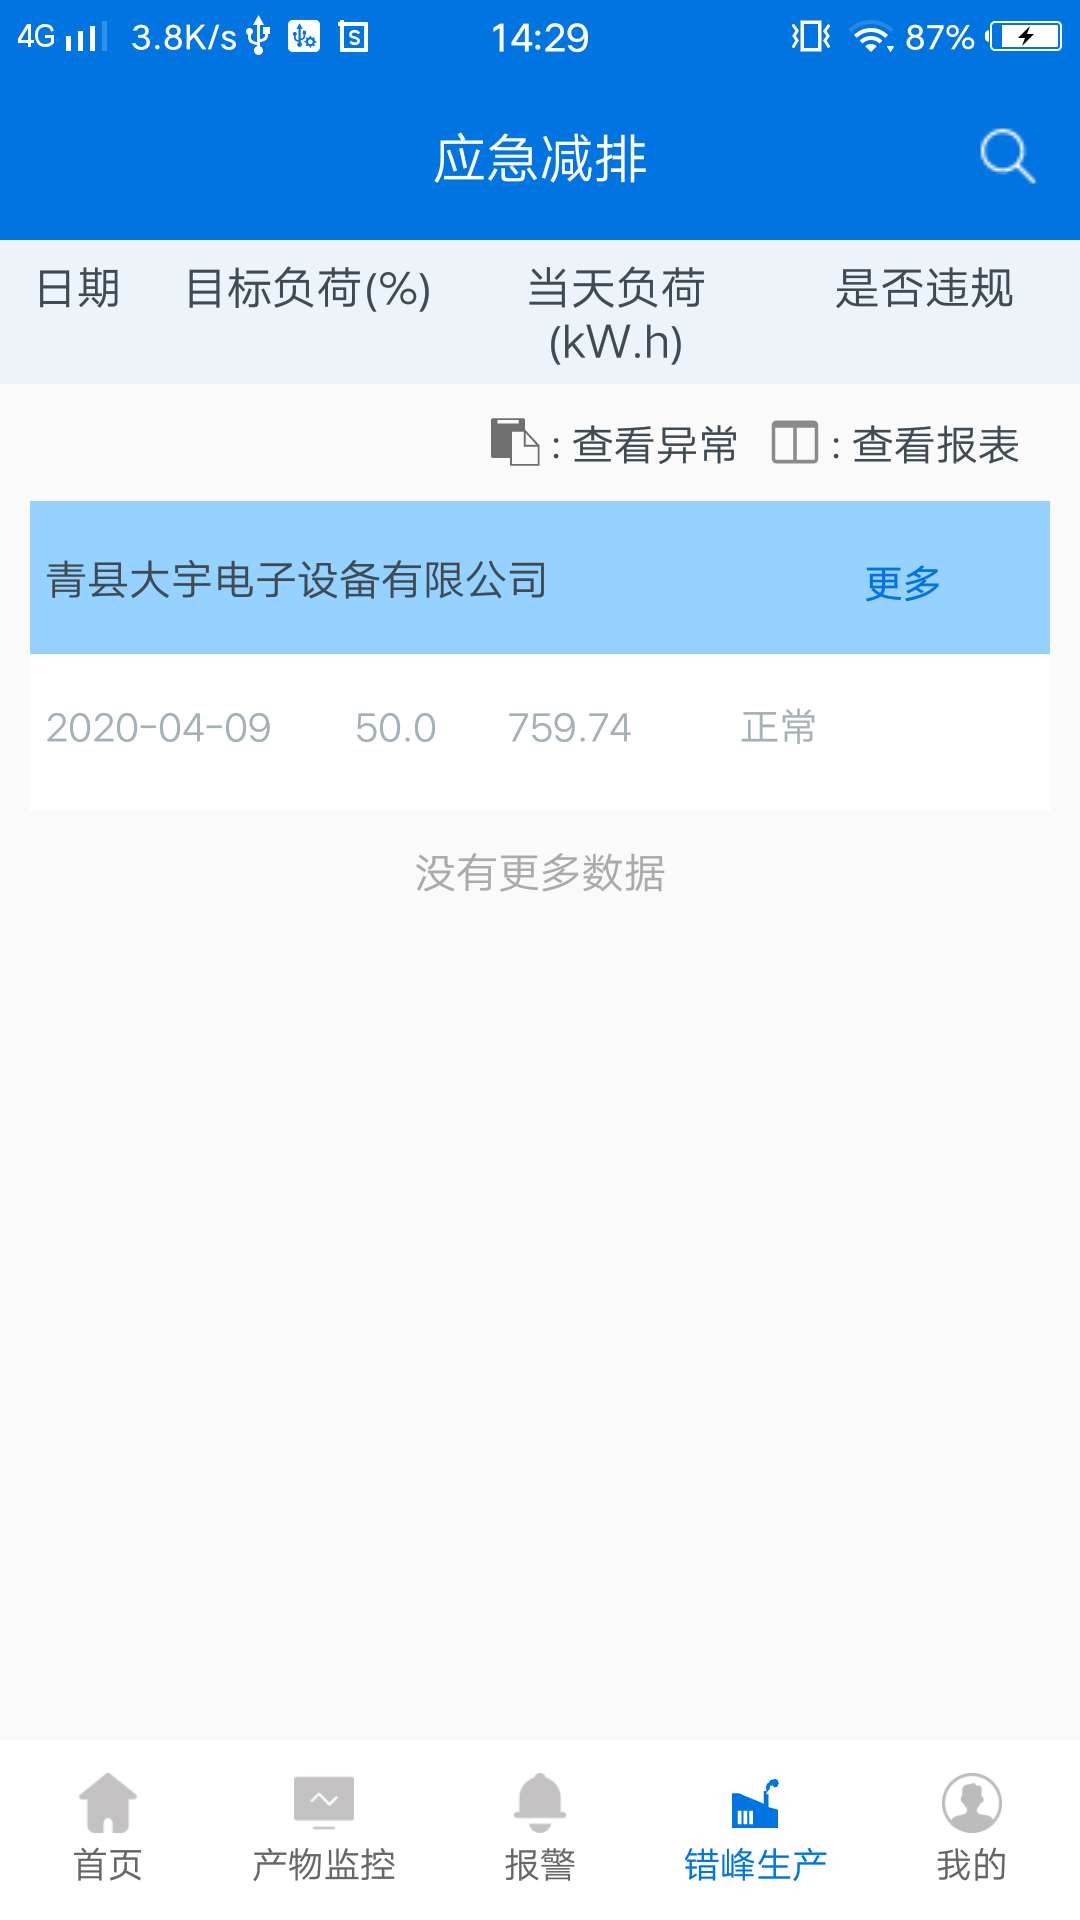 4G 3.8K/s 14:29 87%
应急减排
日期 目标负荷(%) 当天负荷(kW.h) 是否违规
: 查看异常 : 查看报表
青县大宇电子设备有限公司 更多
2020-04-09 50.0 759.74 正常
没有更多数据
首页 产物监控 报警 错峰生产 我的